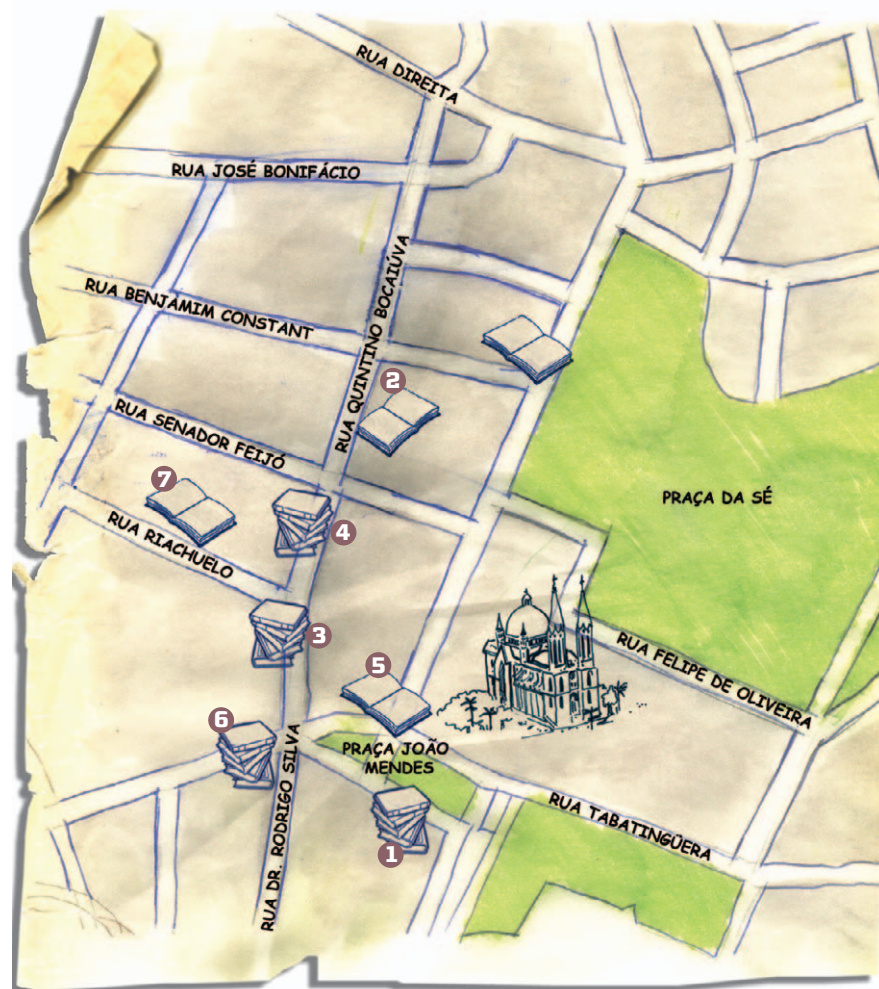 RUA DIREITA
RUA JOSÉ BONIFÁCIO
RUA QUINTINO BOCAIÚVA
RUA BENJAMIM CONSTANT
2
RUA SENADOR FEIJÓ
7
PRAÇA DA SÉ
4
RUA RIACHUELO
3
5
RUA FELIPE DE OLIVEIRA
6
PRAÇA JOÃO
MENDES
RUA DR. RODRIGO SILVA
RUA TABATINGÜERA
1